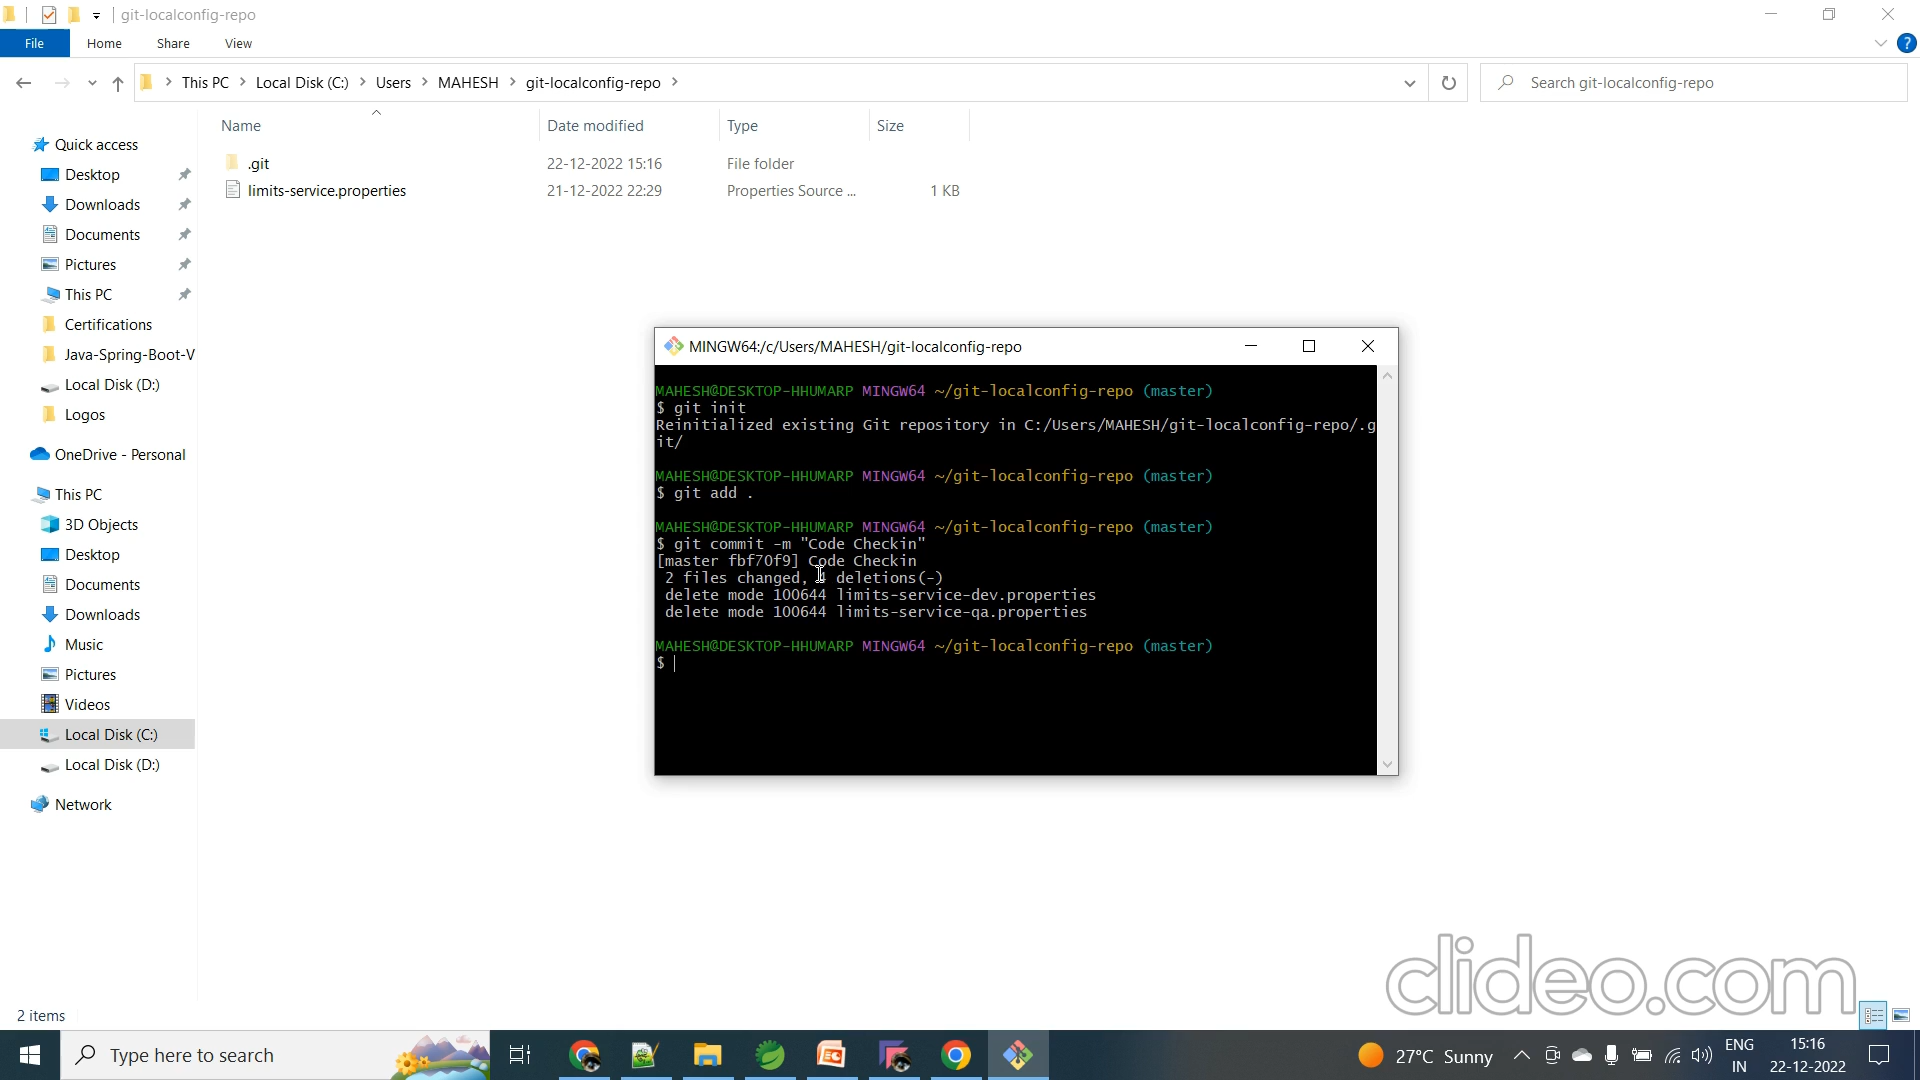 git-localconfig-repo
File Home Share View
This PC Local Disk (C:) Users MAHESH git-localconfig-repo
Search git-localconfig-repo
Name Date modified Type Size
.git 22-12-2022 15:16 File folder
limits-service.properties 21-12-2022 22:29 Properties Source ... 1 KB
Quick access
Desktop
Downloads
Documents
Pictures
This PC
Certifications
Java-Spring-Boot-V
Local Disk (D:)
Logos
OneDrive - Personal
This PC
3D Objects
Desktop
Documents
Downloads
Music
Pictures
Videos
Local Disk (C:)
Local Disk (D:)
Network
MINGW64:/c/Users/MAHESH/git-localconfig-repo
MAHESH@DESKTOP-HHUMARP MINGW64 ~/git-localconfig-repo (master)
$ git init
Reinitialized existing Git repository in C:/Users/MAHESH/git-localconfig-repo/.g
it/
MAHESH@DESKTOP-HHUMARP MINGW64 ~/git-localconfig-repo (master)
$ git add .
MAHESH@DESKTOP-HHUMARP MINGW64 ~/git-localconfig-repo (master)
$ git commit -m "Code Checkin"
[master fbf70f9] Code Checkin
2 files changed, deletions(-)
delete mode 100644 limits-service-dev.properties
delete mode 100644 limits-service-qa.properties
MAHESH@DESKTOP-HHUMARP MINGW64 ~/git-localconfig-repo (master)
$
clideo.com
2 items
Type here to search
27°C Sunny
ENG
IN
15:16
22-12-2022